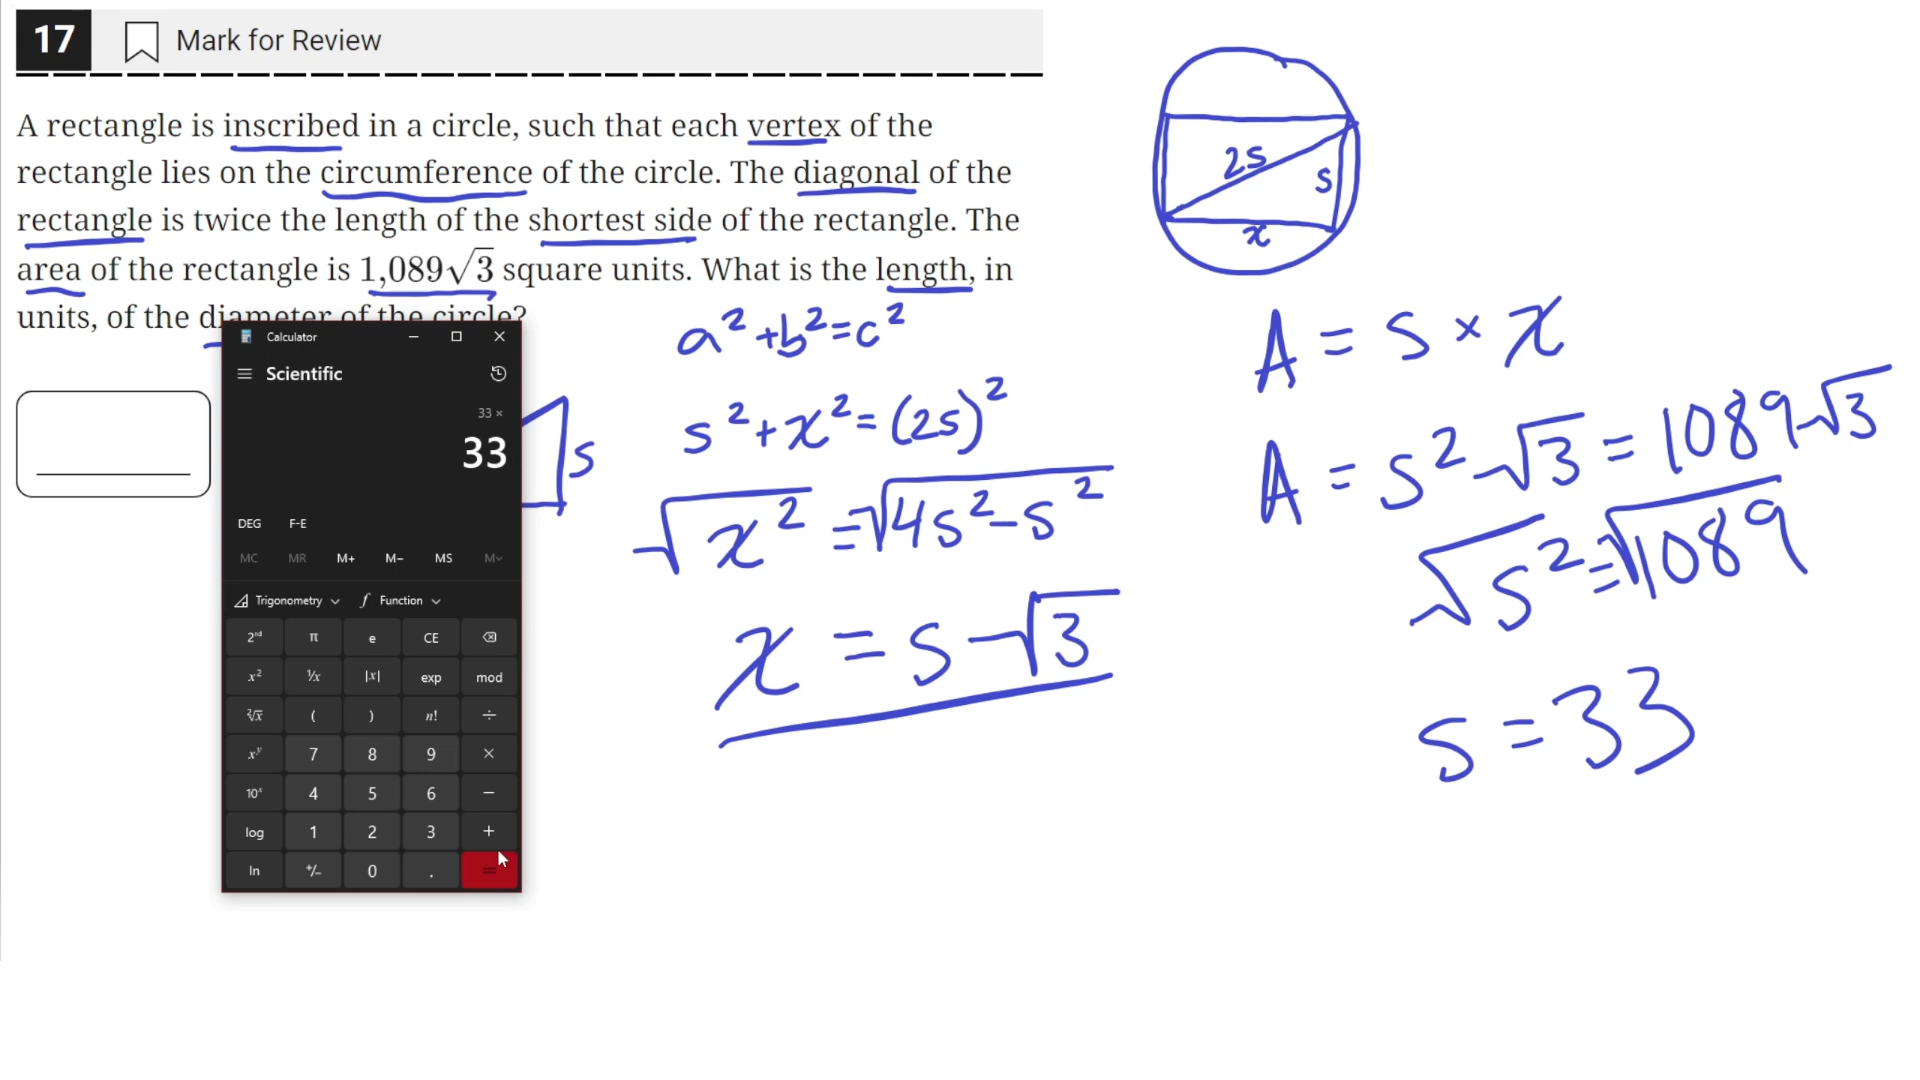 17 Mark for Review
A rectangle is inscribed in a circle, such that each vertex of the
rectangle lies on the circumference of the circle. The diagonal of the
rectangle is twice the length of the shortest side of the rectangle. The
area of the rectangle is 1,089√3 square units. What is the length, in
units, of the diameter of the circle?
2s
s
x
a²+b²=c²
s²+x²=(2s)²
√x² = √4s²-s²
x = s√3
s
A = s × x
A = s²√3 = 1089√3
√s² = √1089
s = 33
Calculator
Scientific
33 ×
33
DEG F-E
MC MR M+ M- MS M
Trigonometry f Function
2ⁿᵈ π e CE
x² ¹/x |x| exp mod
²√x ( ) n! ÷
xʸ 7 8 9 ×
10ˣ 4 5 6 −
log 1 2 3 +
ln +/- 0 . =